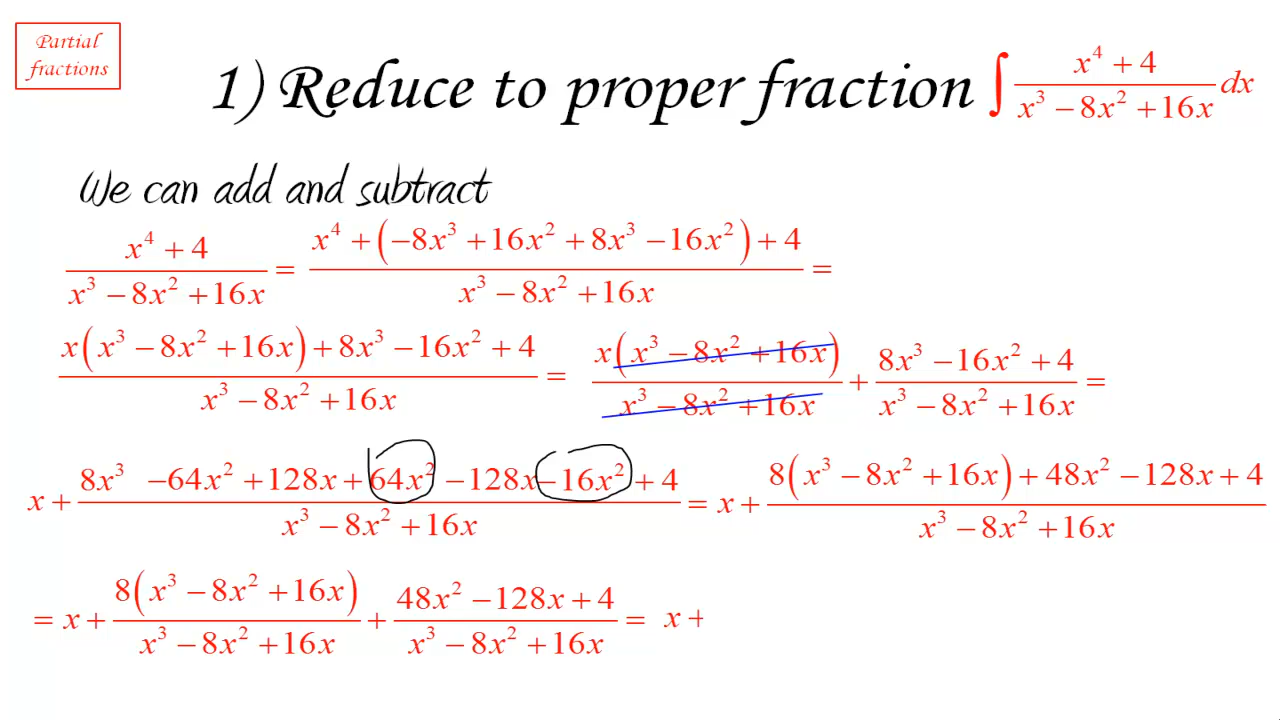 Partial
fractions
1) Reduce to proper fraction ∫ (x⁴ + 4)/(x³ − 8x² + 16x) dx
We can add and subtract
(x⁴ + 4)/(x³ − 8x² + 16x) = (x⁴ + (−8x³ + 16x² + 8x³ − 16x²) + 4)/(x³ − 8x² + 16x) =
(x(x³ − 8x² + 16x) + 8x³ − 16x² + 4)/(x³ − 8x² + 16x) = (x(x³ − 8x² + 16x))/(x³ − 8x² + 16x) + (8x³ − 16x² + 4)/(x³ − 8x² + 16x) =
x + (8x³ − 64x² + 128x + 64x² − 128x − 16x² + 4)/(x³ − 8x² + 16x) = x + (8(x³ − 8x² + 16x) + 48x² − 128x + 4)/(x³ − 8x² + 16x)
= x + (8(x³ − 8x² + 16x))/(x³ − 8x² + 16x) + (48x² − 128x + 4)/(x³ − 8x² + 16x) = x +